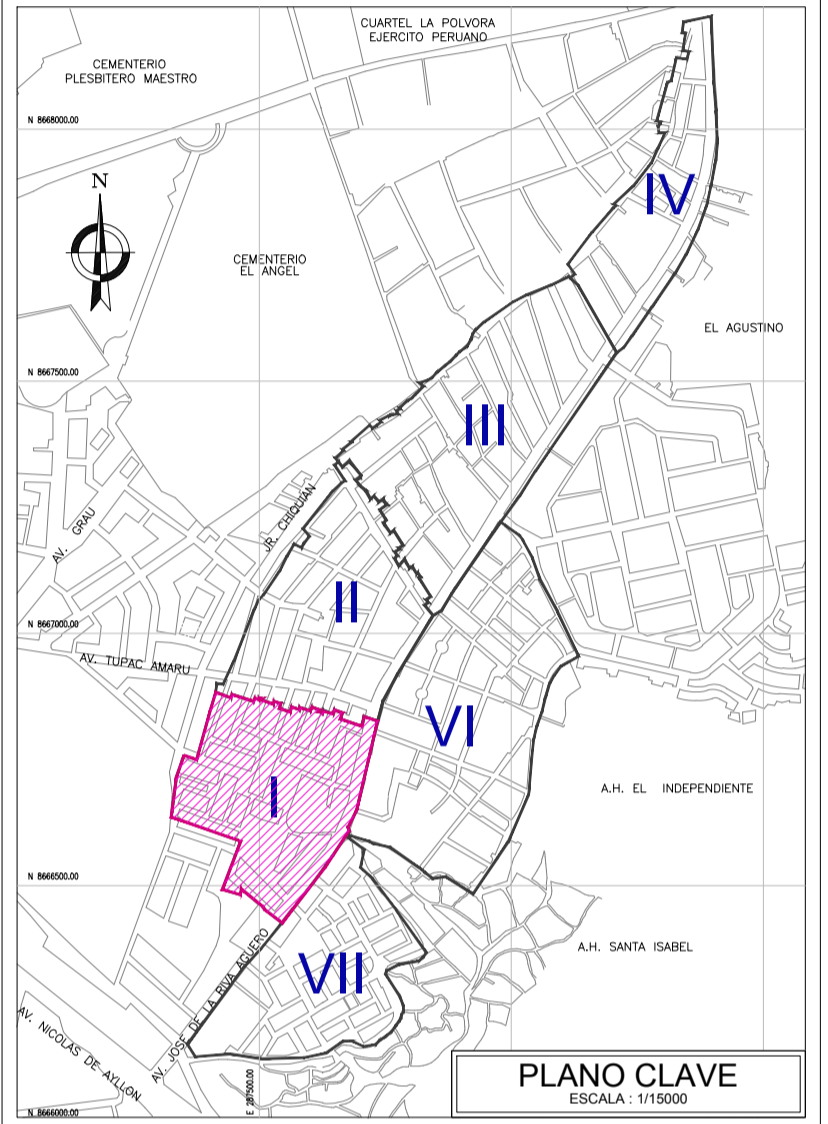 CUARTEL LA POLVORA
EJERCITO PERUANO
CEMENTERIO
PLESBITERO MAESTRO
N 8668000.00
N
IV
CEMENTERIO
EL ANGEL
EL AGUSTINO
N 8667500.00
III
JR. CHIQUIAN
AV. GRAU
II
N 8667000.00
AV. TUPAC AMARU
VI
I
A.H. EL INDEPENDIENTE
N 8666500.00
A.H. SANTA ISABEL
VII
AV. JOSE DE LA RIVA AGUERO
AV. NICOLAS DE AYLLON
E 287500.00
N 8666000.00
PLANO CLAVE
ESCALA : 1/15000